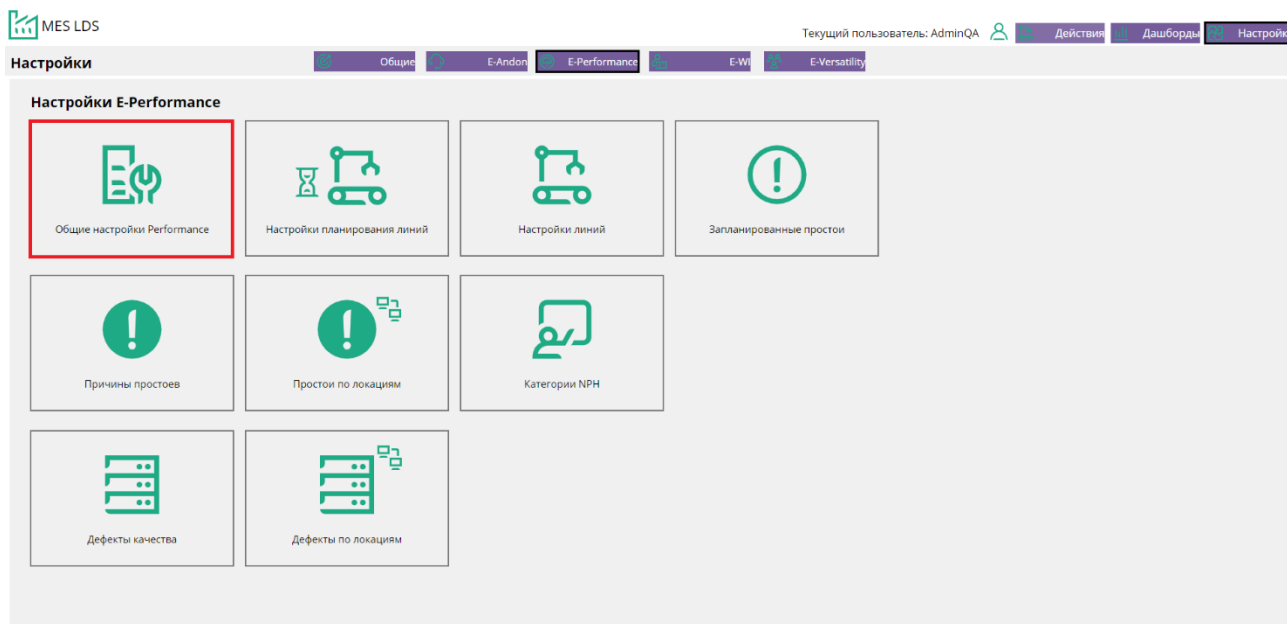 MES LDS
Текущий пользователь: AdminQA
Действия
Дашборды
Настройк
Настройки
Общие
E-Andon
E-Performance
E-WI
E-Versatility
Настройки E-Performance
Общие настройки Performance
Настройки планирования линий
Настройки линий
Запланированные простои
Причины простоев
Простои по локациям
Категории NPH
Дефекты качества
Дефекты по локациям